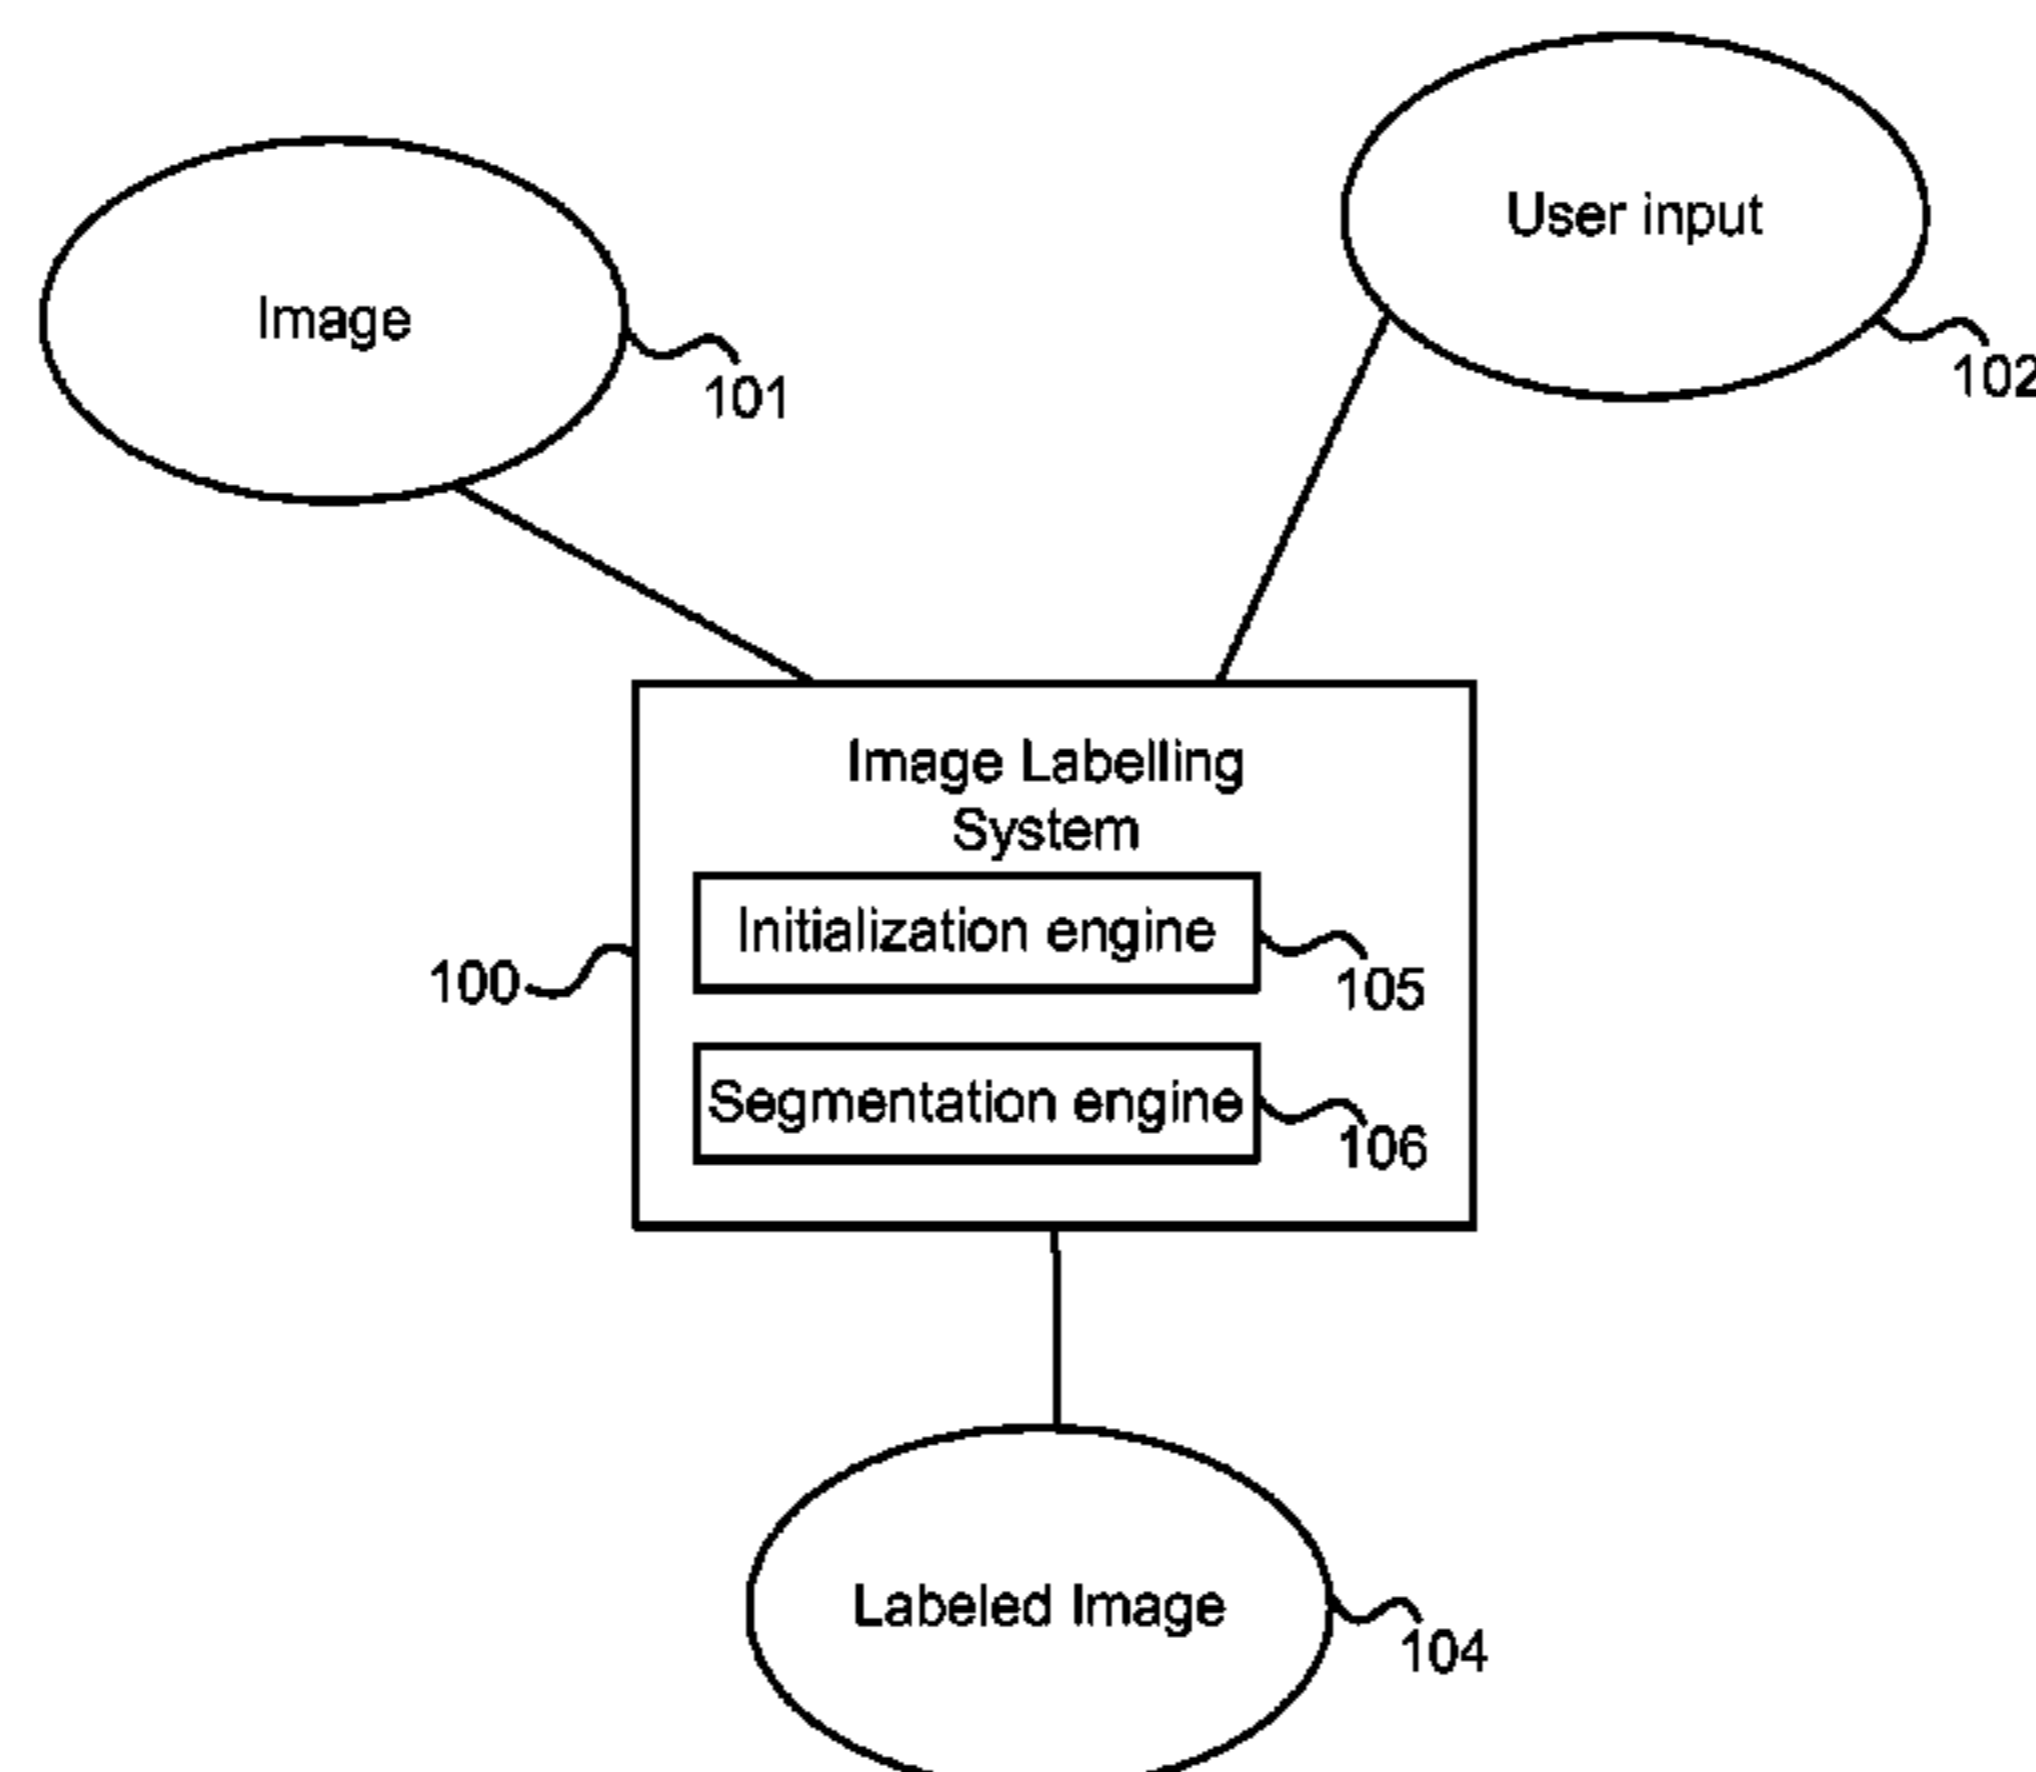 User input
102
Image
101
Image Labelling
System
Initialization engine
105
100
Segmentation engine
106
Labeled Image
104